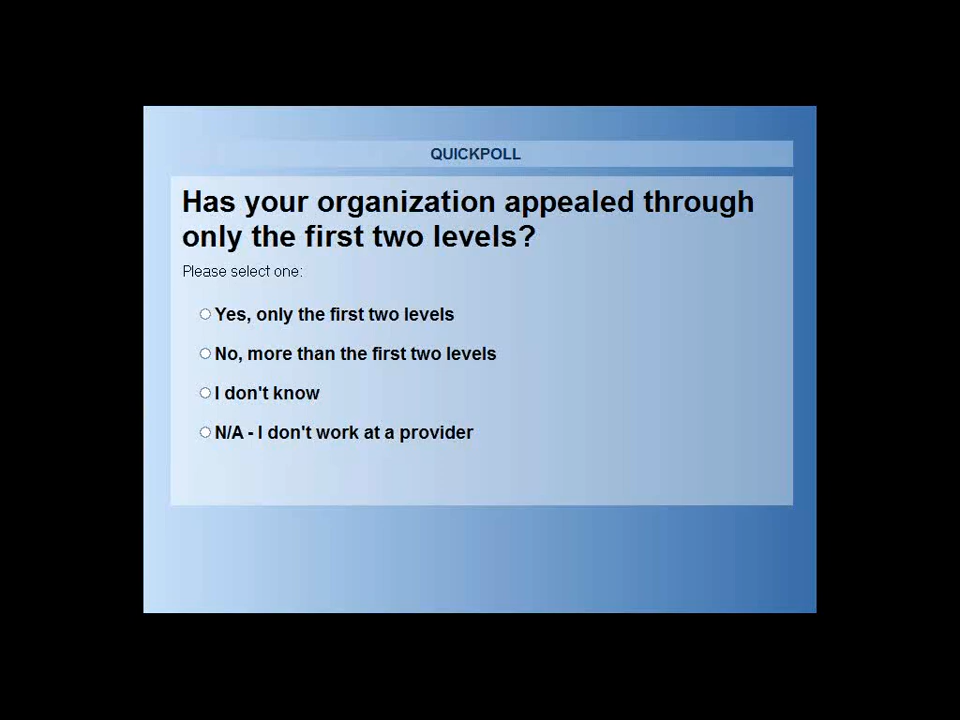 QUICKPOLL
Has your organization appealed through
only the first two levels?
Please select one:
Yes, only the first two levels
No, more than the first two levels
I don't know
N/A - I don't work at a provider